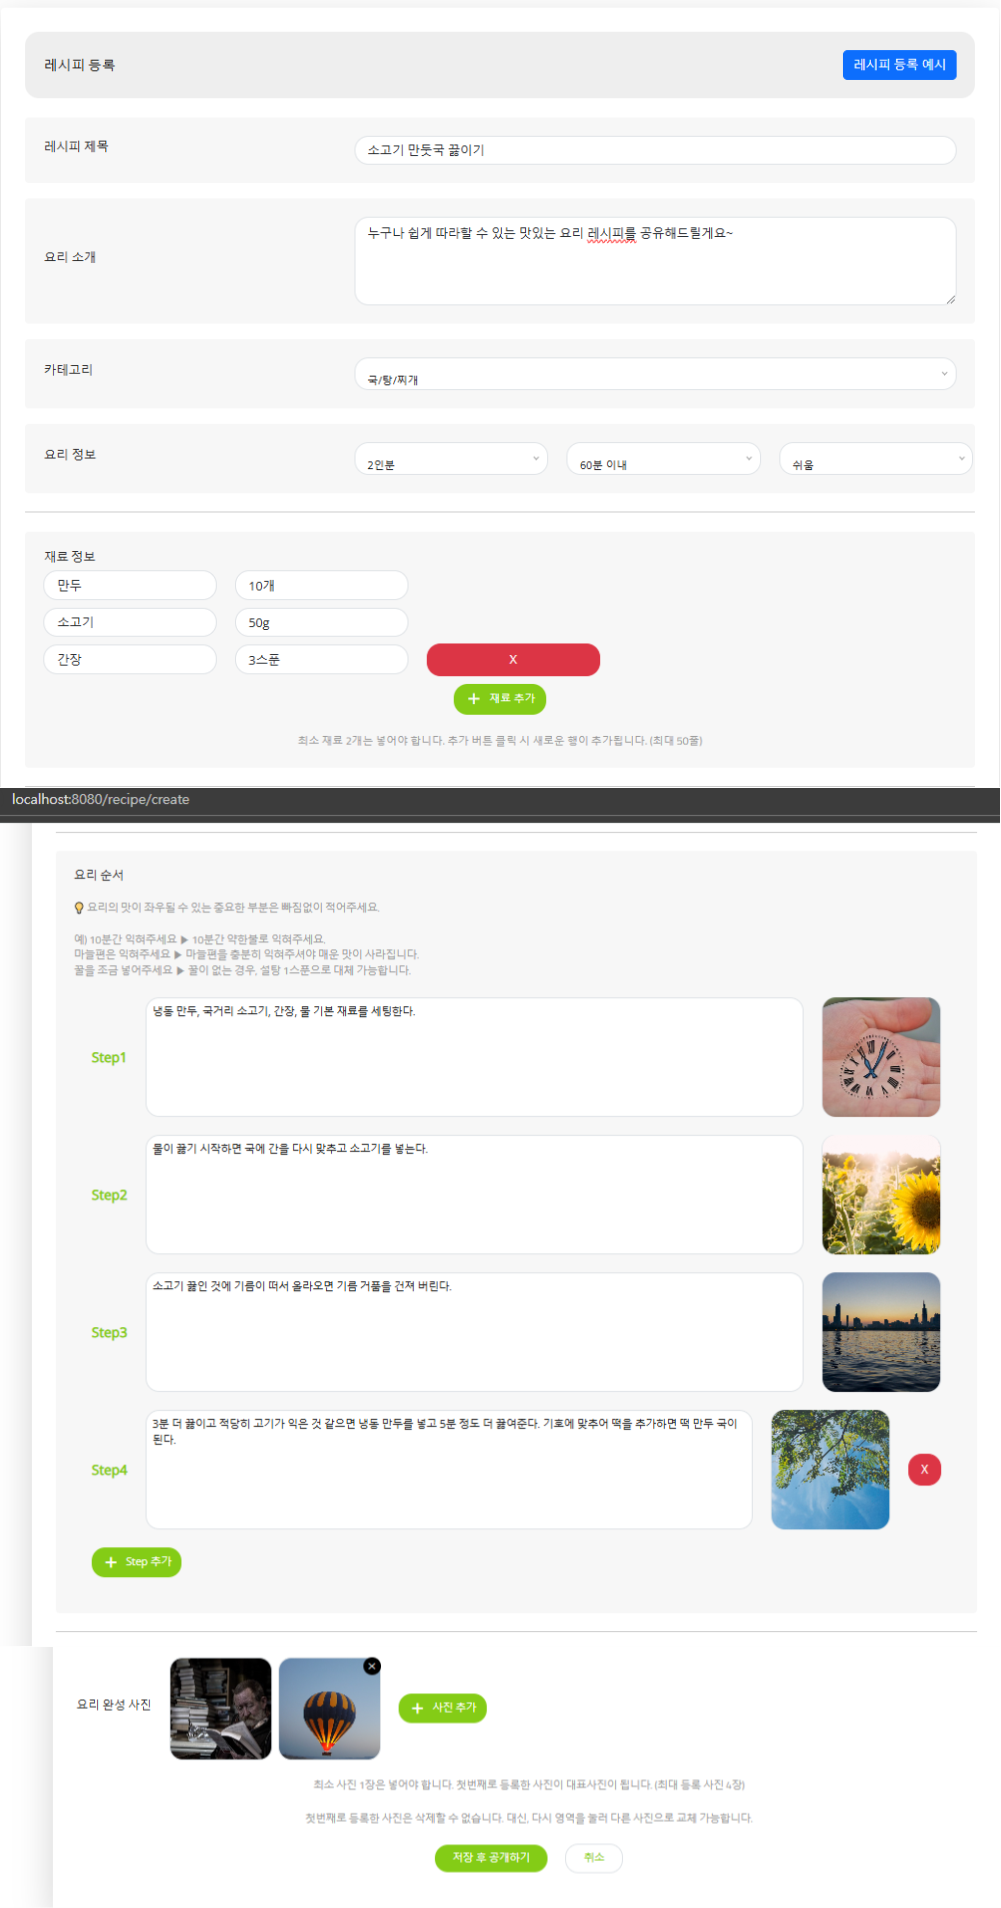 레시피 등록
레시피 등록 예시
레시피 제목
소고기 만둣국 끓이기
요리 소개
누구나 쉽게 따라할 수 있는 맛있는 요리 레시피를 공유해드릴게요~
카테고리
국/탕/찌개
요리 정보
2인분
60분 이내
쉬움
재료 정보
만두
10개
소고기
50g
간장
3스푼
X
+ 재료 추가
최소 재료 2개는 넣어야 합니다. 추가 버튼 클릭 시 새로운 행이 추가됩니다. (최대 50줄)
localhost:8080/recipe/create
요리 순서
요리의 맛이 좌우될 수 있는 중요한 부분은 빠짐없이 적어주세요.
예) 10분간 익혀주세요 ▶ 10분간 약한불로 익혀주세요.
마늘편은 익혀주세요 ▶ 마늘편을 충분히 익혀주셔야 매운 맛이 사라집니다.
꿀을 조금 넣어주세요 ▶ 꿀이 없는 경우, 설탕 1스푼으로 대체 가능합니다.
Step1
냉동 만두, 국거리 소고기, 간장, 물 기본 재료를 세팅한다.
Step2
물이 끓기 시작하면 국에 간을 다시 맞추고 소고기를 넣는다.
Step3
소고기 끓인 것에 기름이 떠서 올라오면 기름 거품을 건져 버린다.
Step4
3분 더 끓이고 적당히 고기가 익은 것 같으면 냉동 만두를 넣고 5분 정도 더 끓여준다. 기호에 맞추어 떡을 추가하면 떡 만두 국이
된다.
X
+ Step 추가
요리 완성 사진
+ 사진 추가
최소 사진 1장은 넣어야 합니다. 첫번째로 등록한 사진이 대표사진이 됩니다. (최대 등록 사진 4장)
첫번째로 등록한 사진은 삭제할 수 없습니다. 대신, 다시 영역을 눌러 다른 사진으로 교체 가능합니다.
저장 후 공개하기
취소